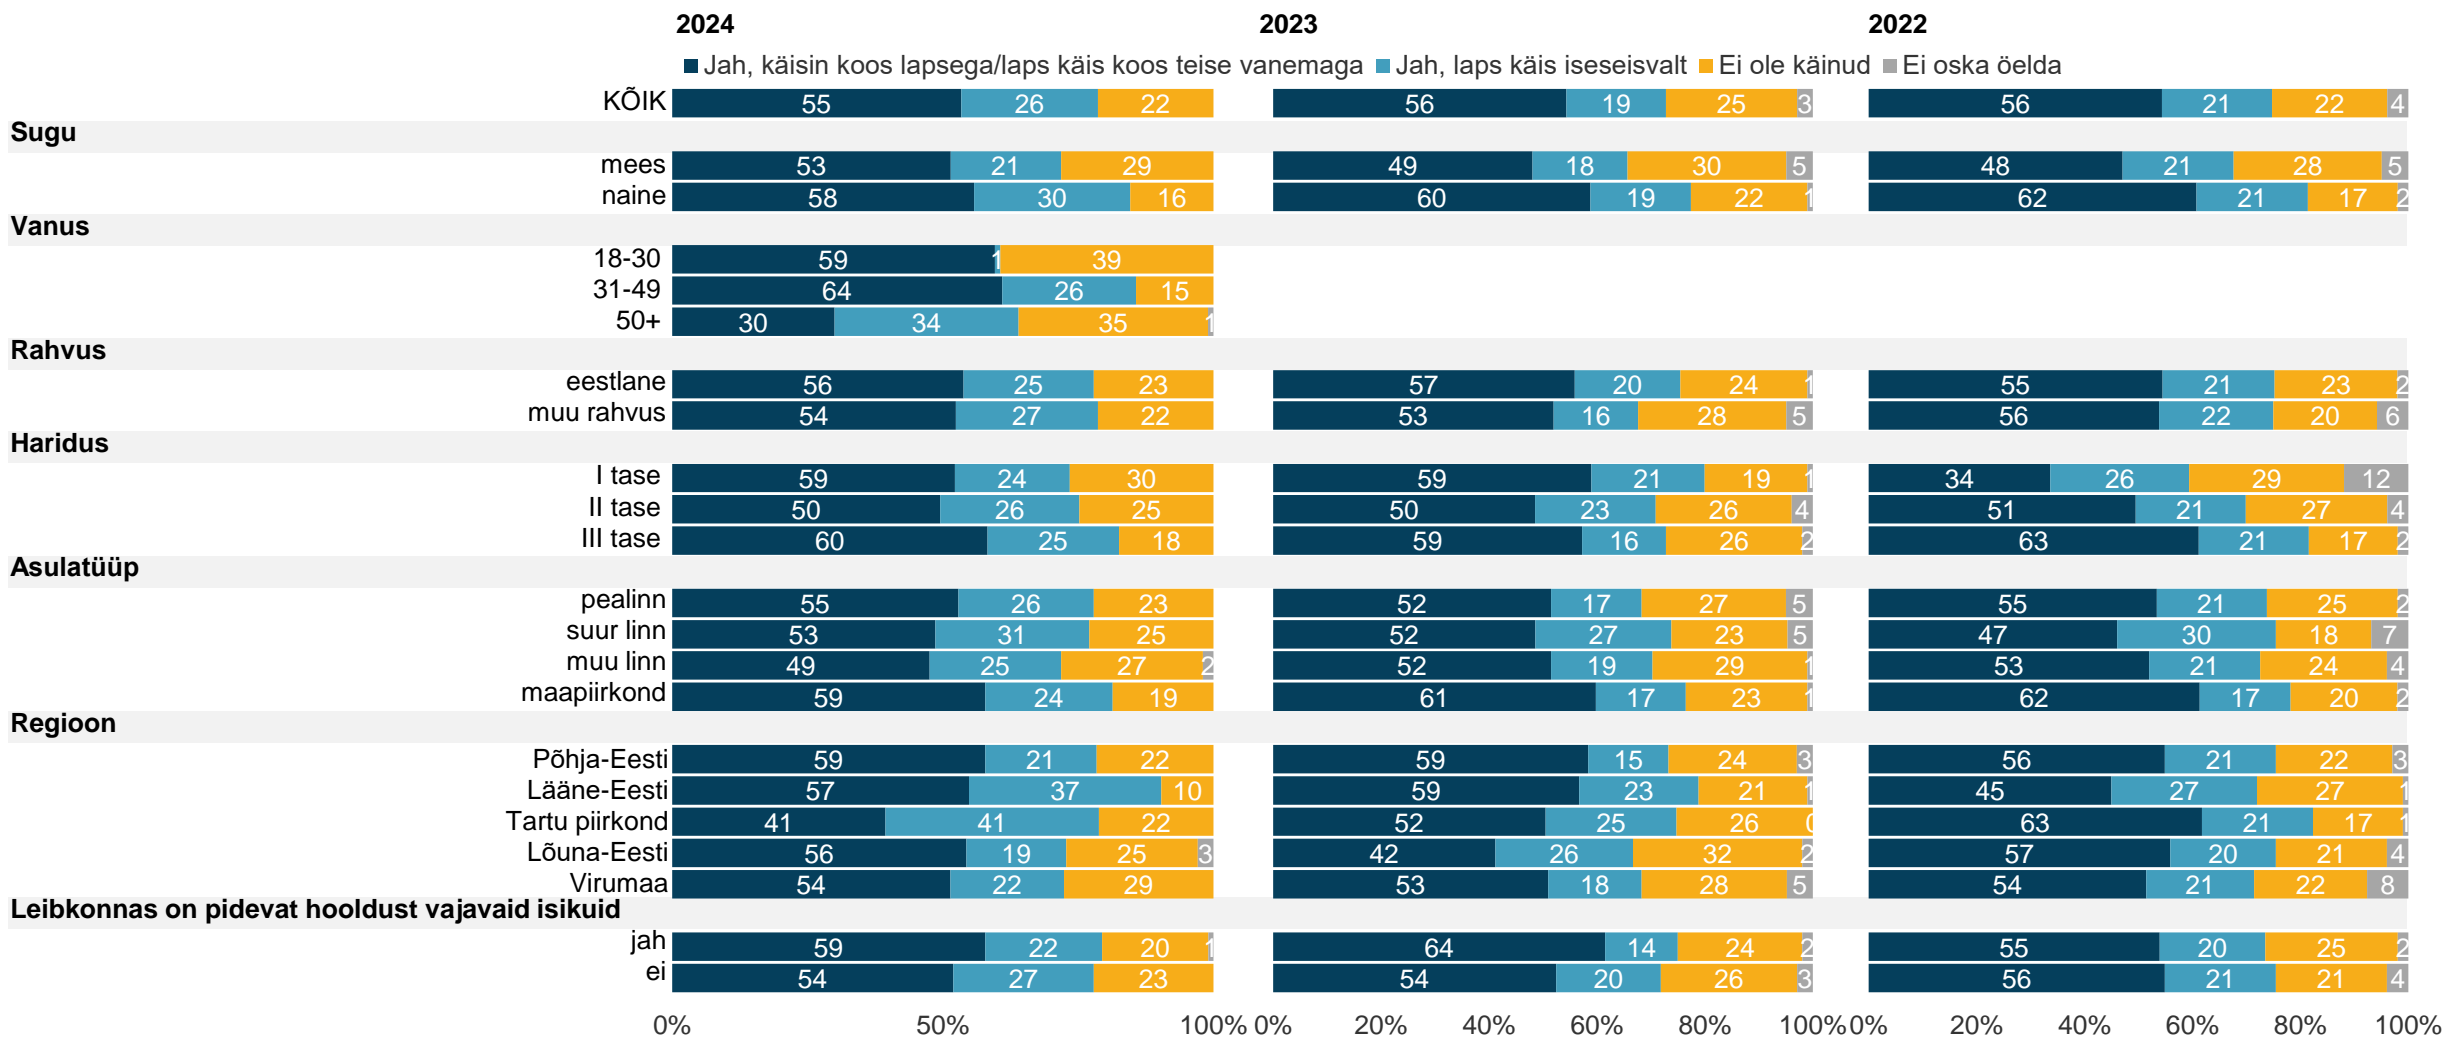 2024 2023 2022
Jah, käisin koos lapsega/laps käis koos teise vanemaga Jah, laps käis iseseisvalt Ei ole käinud Ei oska öelda
KÕIK 55 26 22 56 19 25 3 56 21 22 4
Sugu
mees 53 21 29 49 18 30 5 48 21 28 5
naine 58 30 16 60 19 22 1 62 21 17 2
Vanus
18-30 59 1 39
31-49 64 26 15
50+ 30 34 35 1
Rahvus
eestlane 56 25 23 57 20 24 1 55 21 23 2
muu rahvus 54 27 22 53 16 28 5 56 22 20 6
Haridus
I tase 59 24 30 59 21 19 1 34 26 29 12
II tase 50 26 25 50 23 26 4 51 21 27 4
III tase 60 25 18 59 16 26 2 63 21 17 2
Asulatüüp
pealinn 55 26 23 52 17 27 5 55 21 25 2
suur linn 53 31 25 52 27 23 5 47 30 18 7
muu linn 49 25 27 2 52 19 29 1 53 21 24 4
maapiirkond 59 24 19 61 17 23 1 62 17 20 2
Regioon
Põhja-Eesti 59 21 22 59 15 24 3 56 21 22 3
Lääne-Eesti 57 37 10 59 23 21 1 45 27 27 1
Tartu piirkond 41 41 22 52 25 26 0 63 21 17 1
Lõuna-Eesti 56 19 25 3 42 26 32 2 57 20 21 4
Virumaa 54 22 29 53 18 28 5 54 21 22 8
Leibkonnas on pidevat hooldust vajavaid isikuid
jah 59 22 20 1 64 14 24 2 55 20 25 2
ei 54 27 23 54 20 26 3 56 21 21 4
0% 50% 100% 0% 20% 40% 60% 80% 100% 0% 20% 40% 60% 80% 100%